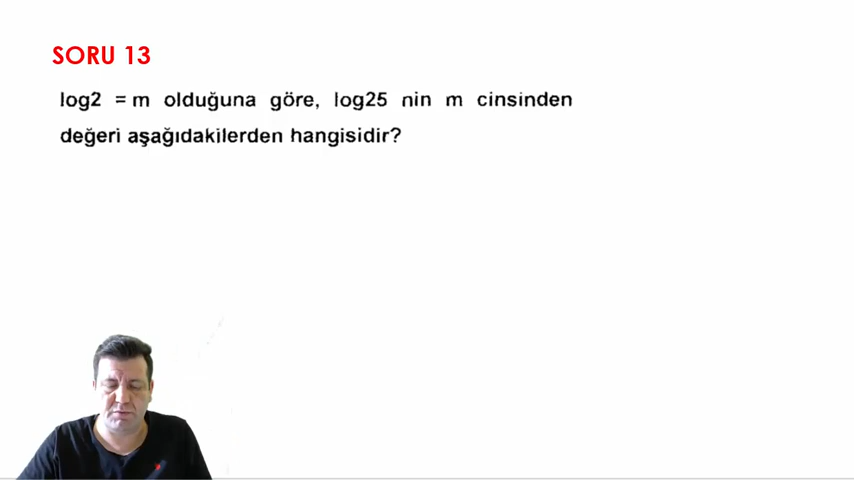 SORU 13
log2 = m olduğuna göre, log25 nin m cinsinden
değeri aşağıdakilerden hangisidir?